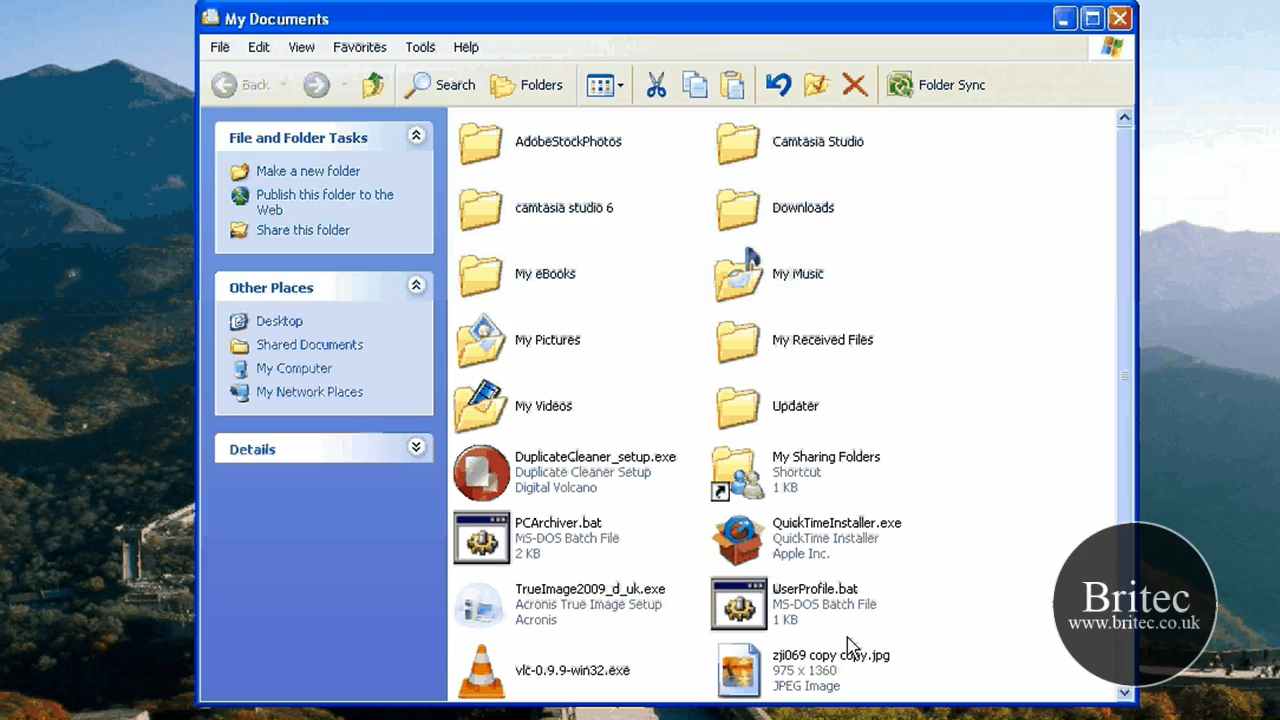 My Documents
File Edit View Favorites Tools Help
Back Search Folders Folder Sync
File and Folder Tasks
Make a new folder
Publish this folder to the
Web
Share this folder
Other Places
Desktop
Shared Documents
My Computer
My Network Places
Details
AdobeStockPhotos
Camtasia Studio
camtasia studio 6
Downloads
My eBooks
My Music
My Pictures
My Received Files
My Videos
Updater
DuplicateCleaner_setup.exe
Duplicate Cleaner Setup
Digital Volcano
My Sharing Folders
Shortcut
1 KB
PCArchiver.bat
MS-DOS Batch File
2 KB
QuickTimeInstaller.exe
QuickTime Installer
Apple Inc.
TrueImage2009_d_uk.exe
Acronis True Image Setup
Acronis
UserProfile.bat
MS-DOS Batch File
1 KB
vlc-0.9.9-win32.exe
zji069 copy copy.jpg
975 x 1360
JPEG Image
Britec
www.britec.co.uk